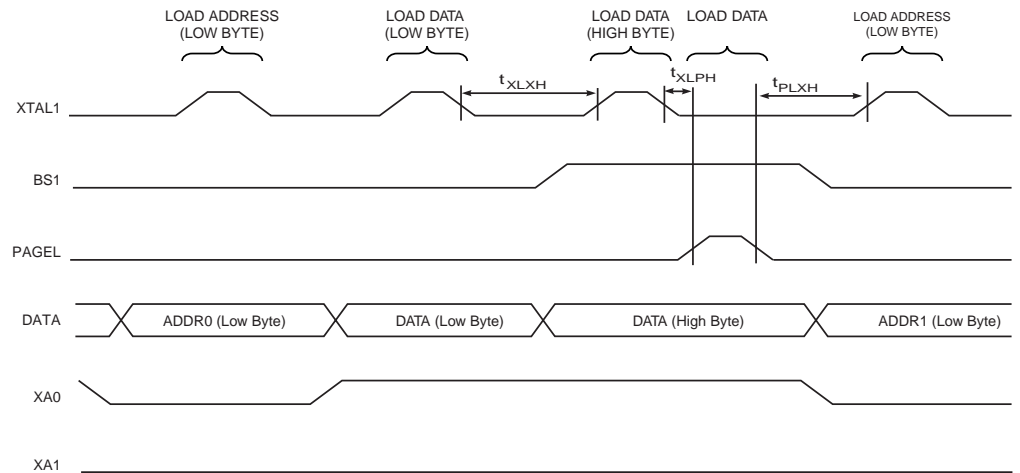 LOAD ADDRESS
(LOW BYTE)
LOAD DATA
(LOW BYTE)
LOAD DATA
(HIGH BYTE)
LOAD DATA
LOAD ADDRESS
(LOW BYTE)
tXLXH
tXLPH
tPLXH
XTAL1
BS1
PAGEL
DATA
ADDR0 (Low Byte)
DATA (Low Byte)
DATA (High Byte)
ADDR1 (Low Byte)
XA0
XA1